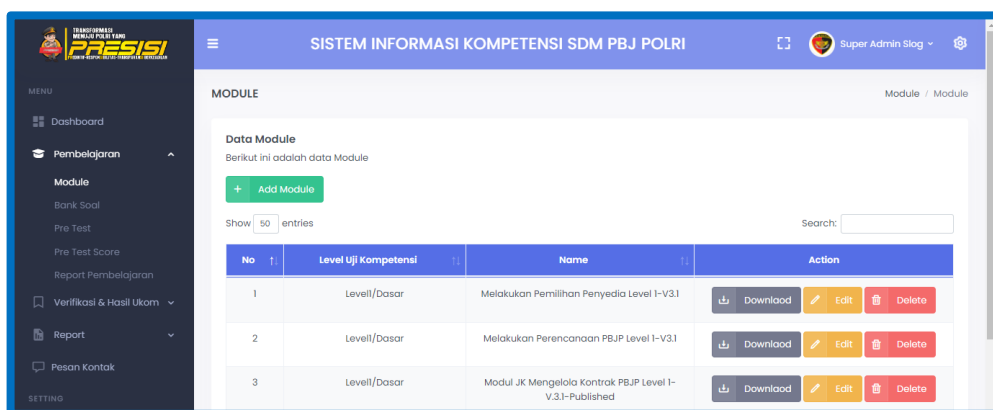 TRANSFORMASI
MENUJU POLRI YANG
PRESISI
SISTEM INFORMASI KOMPETENSI SDM PBJ POLRI
Super Admin Slog
MENU
Dashboard
Pembelajaran
Module
Bank Soal
Pre Test
Pre Test Score
Report Pembelajaran
Verifikasi & Hasil Ukom
Report
Pesan Kontak
SETTING
MODULE
Module / Module
Data Module
Berikut ini adalah data Module
+ Add Module
Show 50 entries
Search:
No Level Uji Kompetensi Name Action
1 Level1/Dasar Melakukan Pemilihan Penyedia Level 1-V3.1 Downlaod Edit Delete
2 Level1/Dasar Melakukan Perencanaan PBJP Level 1-V3.1 Downlaod Edit Delete
3 Level1/Dasar Modul JK Mengelola Kontrak PBJP Level 1-
V.3.1-Published Downlaod Edit Delete